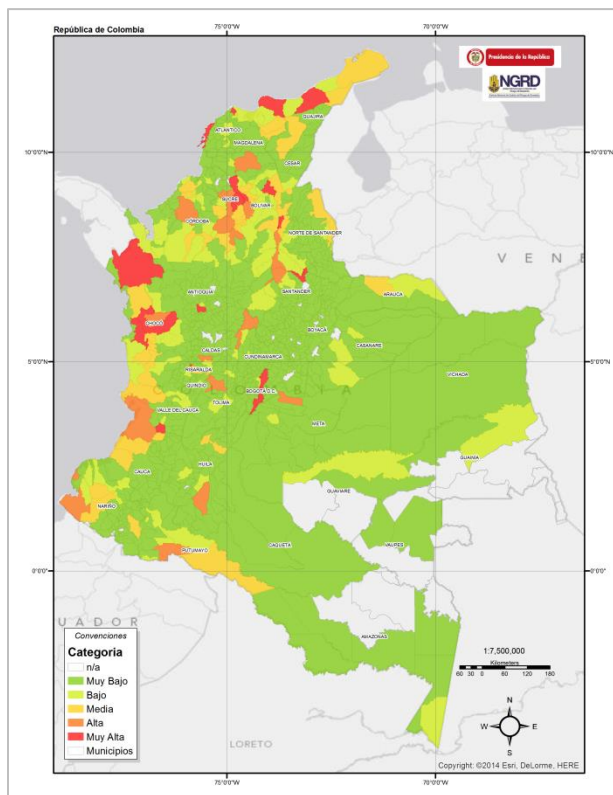 República de Colombia
75°0'0"W
70°0'0"W
Presidencia de la República
NGRD
GUAJIRA
ATLANTICO
MAGDALENA
10°0'0"N
10°0'0"N
CESAR
SUCRE
BOLIVAR
CORDOBA
NORTE DE SANTANDER
VENE
ANTIOQUIA
SANTANDER
ARAUCA
CHOCÓ
BOYACA
CALDAS
CASANARE
5°0'0"N
CUNDINAMARCA
5°0'0"N
RISARALDA
VICHADA
QUINDIO
BOGOTA D.C.
COLOMBIA
TOLIMA
VALLE DEL CAUCA
META
GUAINIA
HUILA
CAUCA
GUAVIARE
NARIÑO
CAQUETA
VAUPES
PUTUMAYO
0°0'0"
0°0'0"
UADOR
AMAZONAS
Convenciones
Categoria
n/a
Muy Bajo
Bajo
Media
Alta
Muy Alta
Municipios
1:7,500,000
Kilometers
60 30 0 60 120 180
N
W E
S
LORETO
Copyright: ©2014 Esri, DeLorme, HERE
75°0'0"W
70°0'0"W